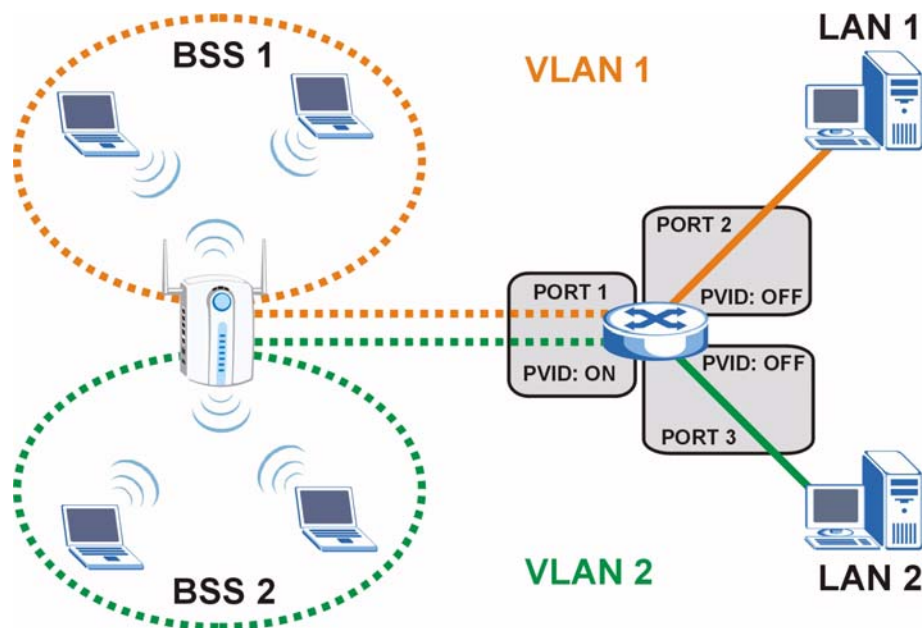 BSS 1
VLAN 1
LAN 1
PORT 2
PVID: OFF
PORT 1
PVID: ON
PVID: OFF
PORT 3
BSS 2
VLAN 2
LAN 2